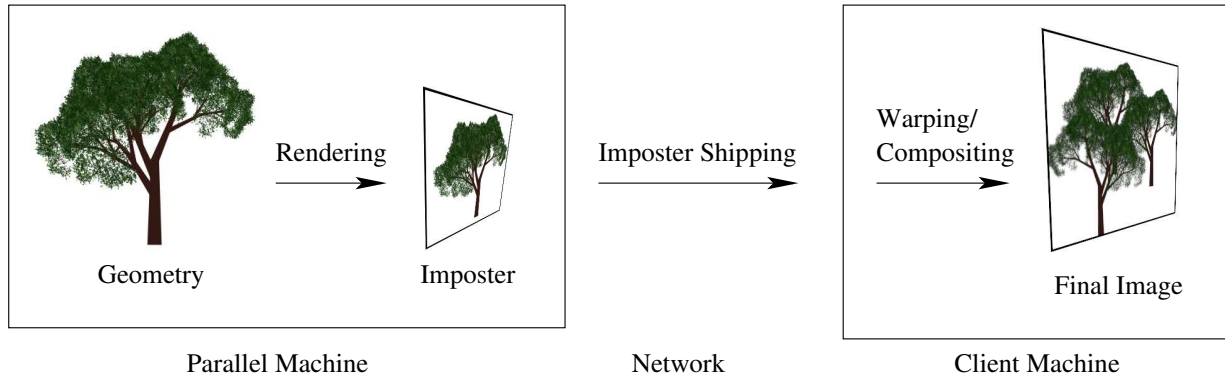 Rendering
Geometry
Imposter
Parallel Machine
Imposter Shipping
Network
Warping/
Compositing
Final Image
Client Machine